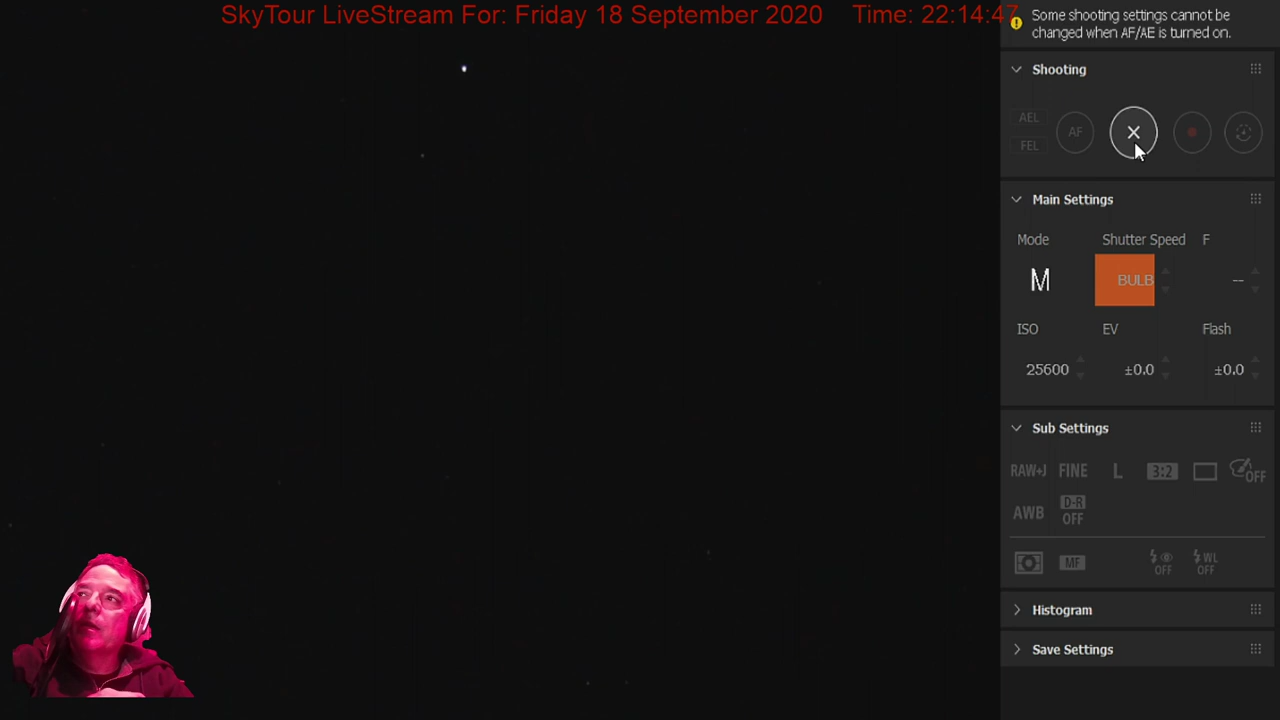 SkyTour LiveStream For: Friday 18 September 2020 Time: 22:14:47
Some shooting settings cannot be
changed when AF/AE is turned on.
Shooting
AEL
AF
FEL
Main Settings
Mode Shutter Speed F
M BULB --
ISO EV Flash
25600 ±0.0 ±0.0
Sub Settings
RAW+J FINE L 3:2 OFF
AWB D-R OFF
MF OFF WL OFF
Histogram
Save Settings